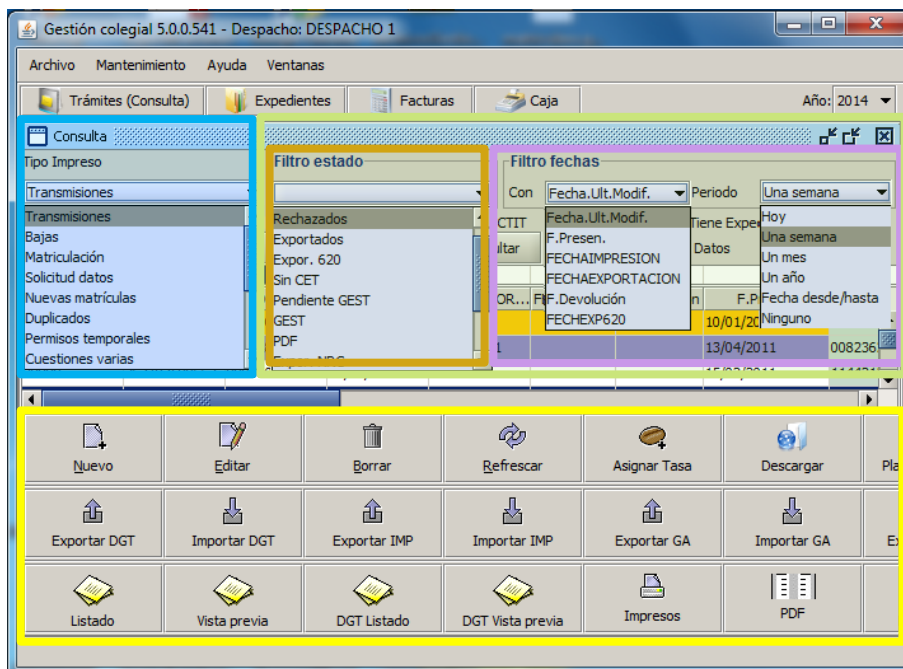 Gestión colegial 5.0.0.541 - Despacho: DESPACHO 1
Archivo Mantenimiento Ayuda Ventanas
Trámites (Consulta) Expedientes Facturas Caja Año: 2014
Consulta
Tipo Impreso Filtro estado Filtro fechas
Transmisiones Con Fecha.Ult.Modif. Periodo Una semana
Transmisiones
Bajas
Matriculación
Solicitud datos
Nuevas matrículas
Duplicados
Permisos temporales
Cuestiones varias
Rechazados
Exportados
Expor. 620
Sin CET
Pendiente GEST
GEST
PDF
CTIT
ltar
OR...
Fecha.Ult.Modif.
F.Presen.
FECHAIMPRESION
FECHAEXPORTACION
F.Devolución
FECHEXP620
Tiene Expe
Datos
n F.P
10/01/20
13/04/2011 008236
Hoy
Una semana
Un mes
Un año
Fecha desde/hasta
Ninguno
Nuevo Editar Borrar Refrescar Asignar Tasa Descargar Pla
Exportar DGT Importar DGT Exportar IMP Importar IMP Exportar GA Importar GA Ex
Listado Vista previa DGT Listado DGT Vista previa Impresos PDF